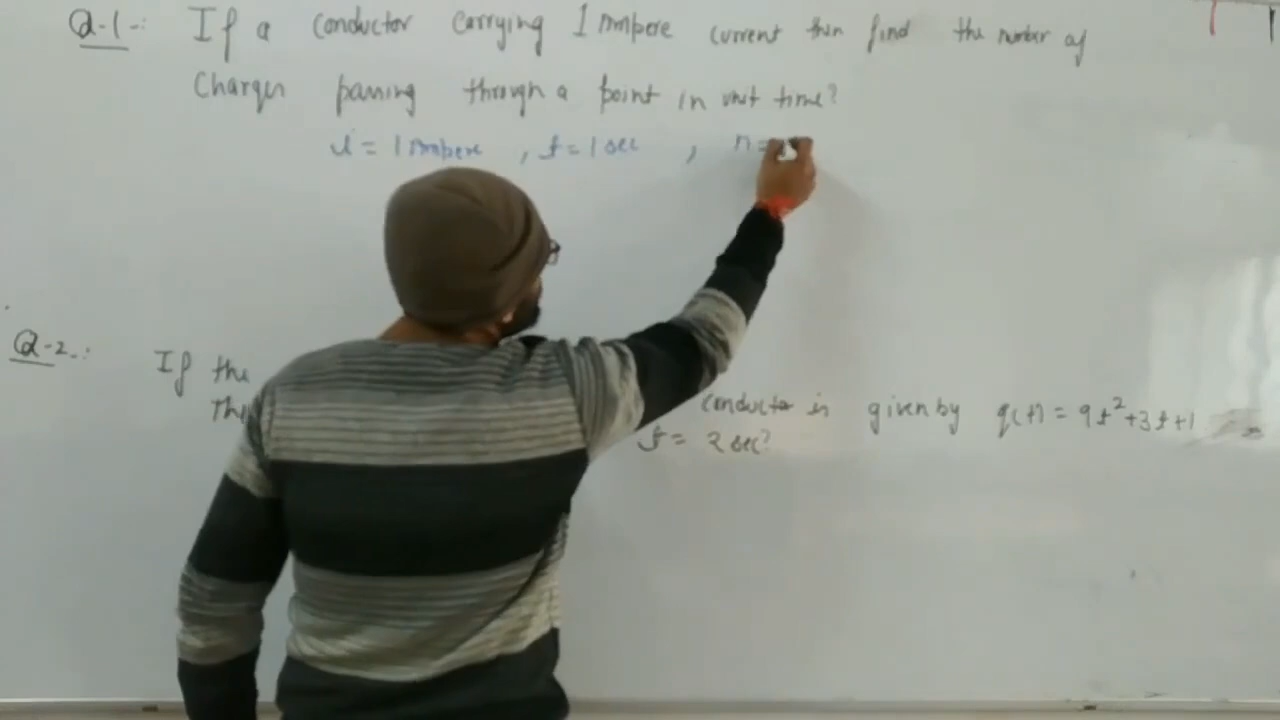 Q-1-: If a conductor carrying 1 Ampere current then find the number of
Charges passing through a point in unit time?
i = 1 Ampere , t = 1 sec , n =
Q-2-: If the
conductor is given by q(t) = 9t²+3t+1
t = 2 sec?